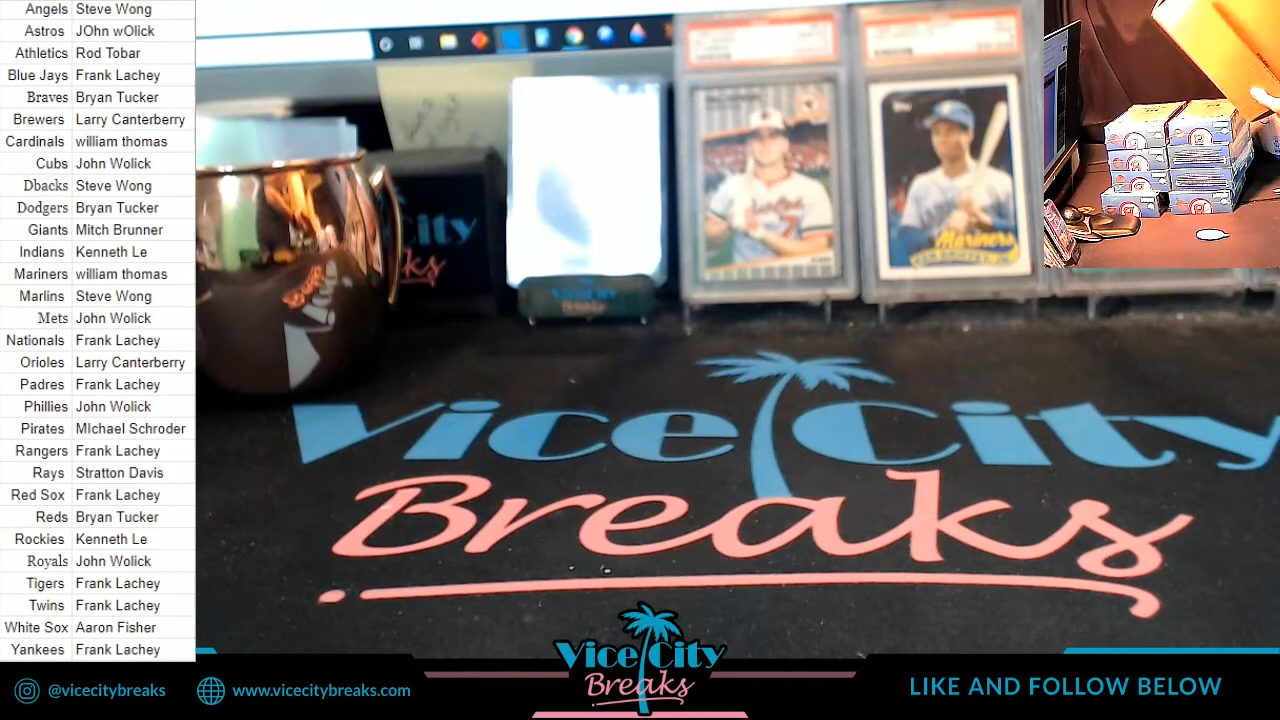 Angels Steve Wong
Astros JOhn wOlick
Athletics Rod Tobar
Blue Jays Frank Lachey
Braves Bryan Tucker
Brewers Larry Canterberry
Cardinals william thomas
Cubs John Wolick
Dbacks Steve Wong
Dodgers Bryan Tucker
Giants Mitch Brunner
Indians Kenneth Le
Mariners william thomas
Marlins Steve Wong
Mets John Wolick
Nationals Frank Lachey
Orioles Larry Canterberry
Padres Frank Lachey
Phillies John Wolick
Pirates MIchael Schroder
Rangers Frank Lachey
Rays Stratton Davis
Red Sox Frank Lachey
Reds Bryan Tucker
Rockies Kenneth Le
Royals John Wolick
Tigers Frank Lachey
Twins Frank Lachey
White Sox Aaron Fisher
Yankees Frank Lachey
City
ks
Mariners
Vice City
Breaks
Vice City
Breaks
@vicecitybreaks
www.vicecitybreaks.com
LIKE AND FOLLOW BELOW